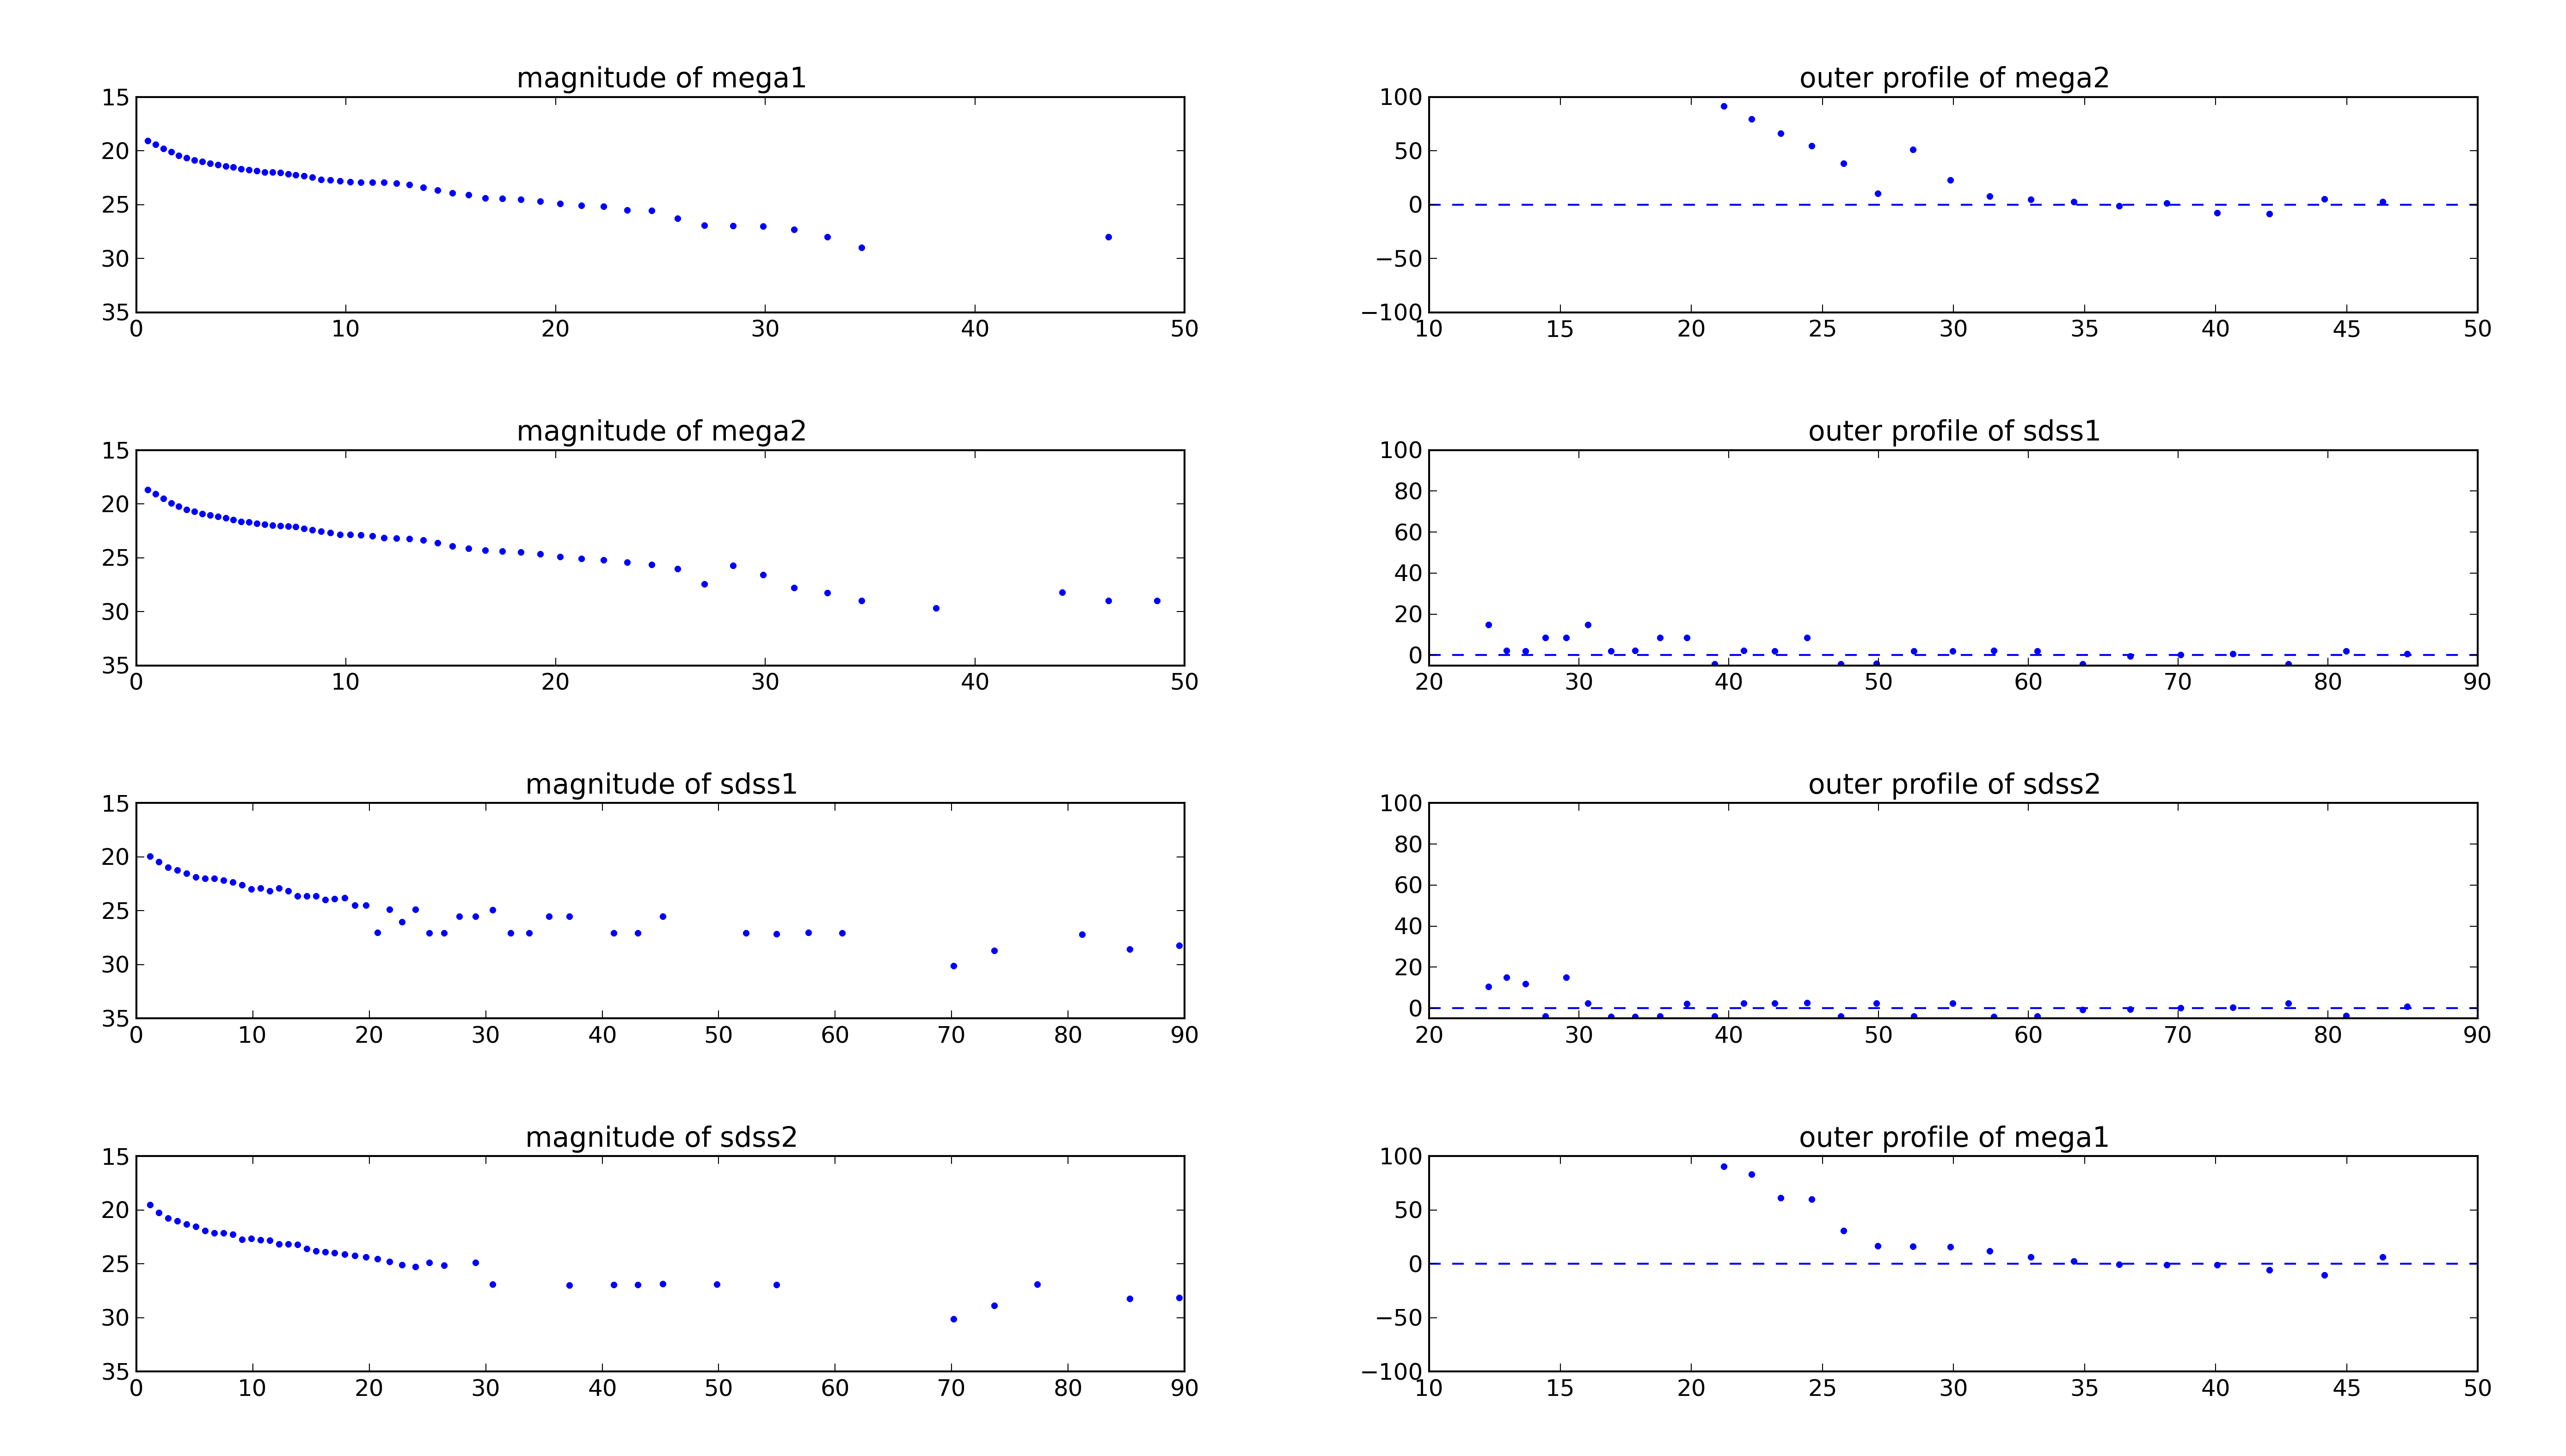 magnitude of mega1
15
20
25
30
35
0 10 20 30 40 50
outer profile of mega2
100
50
0
−50
−100
10 15 20 25 30 35 40 45 50
magnitude of mega2
15
20
25
30
35
0 10 20 30 40 50
outer profile of sdss1
100
80
60
40
20
0
20 30 40 50 60 70 80 90
magnitude of sdss1
15
20
25
30
35
0 10 20 30 40 50 60 70 80 90
outer profile of sdss2
100
80
60
40
20
0
20 30 40 50 60 70 80 90
magnitude of sdss2
15
20
25
30
35
0 10 20 30 40 50 60 70 80 90
outer profile of mega1
100
50
0
−50
−100
10 15 20 25 30 35 40 45 50